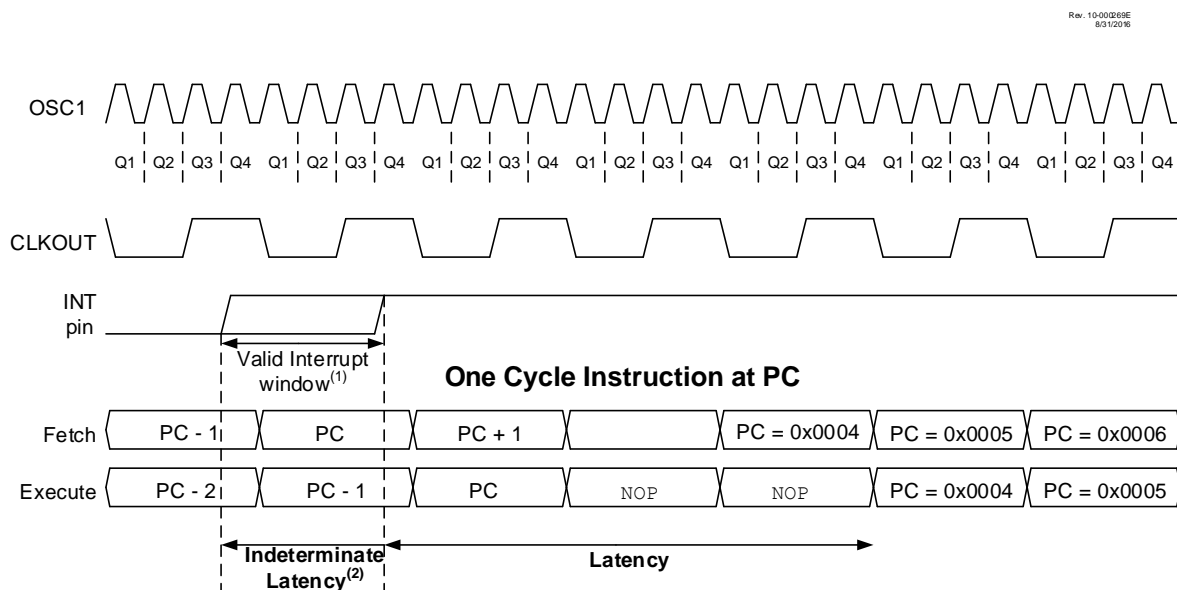 Rev. 10-000269E
8/31/2016
OSC1
Q1 Q2 Q3 Q4 Q1 Q2 Q3 Q4 Q1 Q2 Q3 Q4 Q1 Q2 Q3 Q4 Q1 Q2 Q3 Q4 Q1 Q2 Q3 Q4 Q1 Q2 Q3 Q4
CLKOUT
INT
pin
Valid Interrupt
window(1)
One Cycle Instruction at PC
Fetch PC - 1 PC PC + 1 PC = 0x0004 PC = 0x0005 PC = 0x0006
Execute PC - 2 PC - 1 PC NOP NOP PC = 0x0004 PC = 0x0005
Indeterminate
Latency(2)
Latency